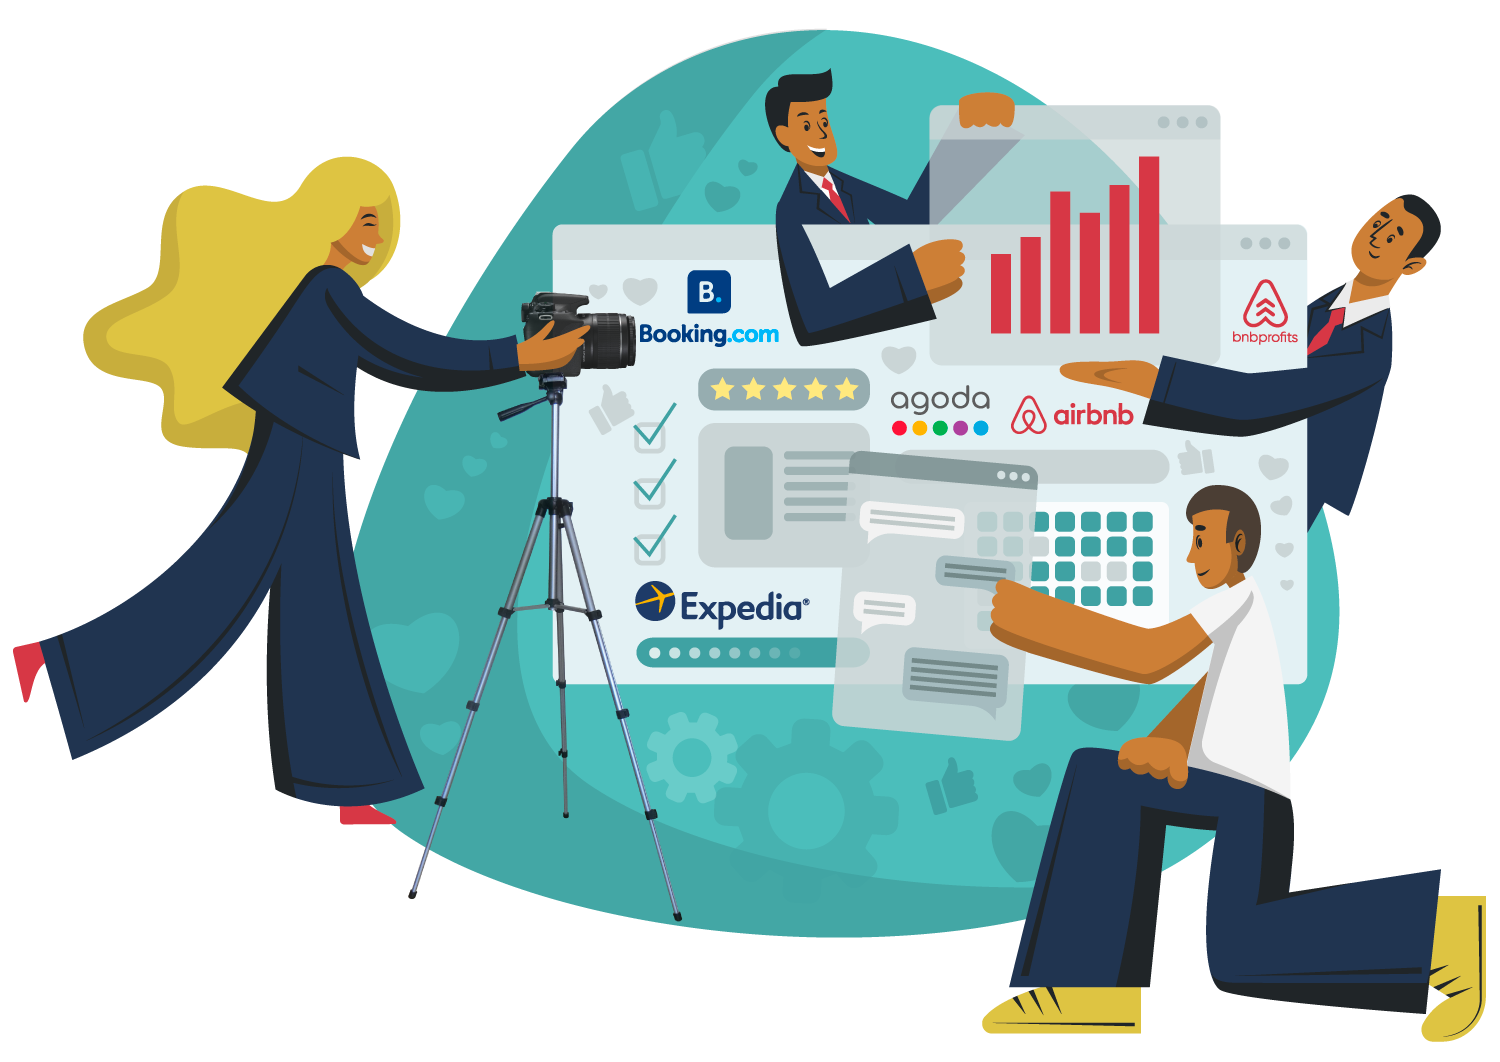 B.
Booking.com
bnbprofits
agoda
airbnb
Expedia®